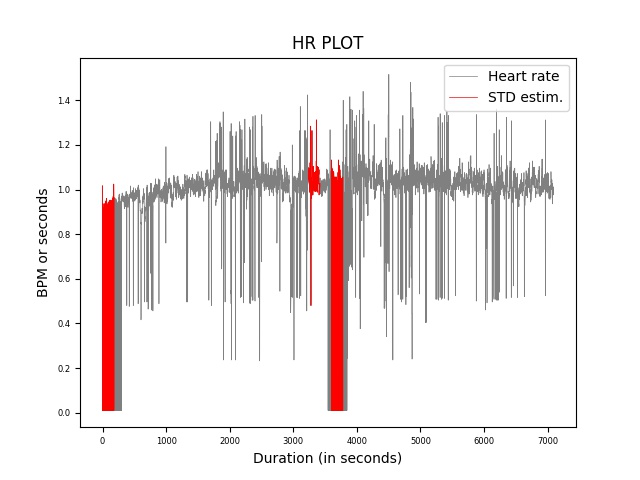 HR PLOT
Heart rate
STD estim.
BPM or seconds
1.4
1.2
1.0
0.8
0.6
0.4
0.2
0.0
0 1000 2000 3000 4000 5000 6000 7000
Duration (in seconds)